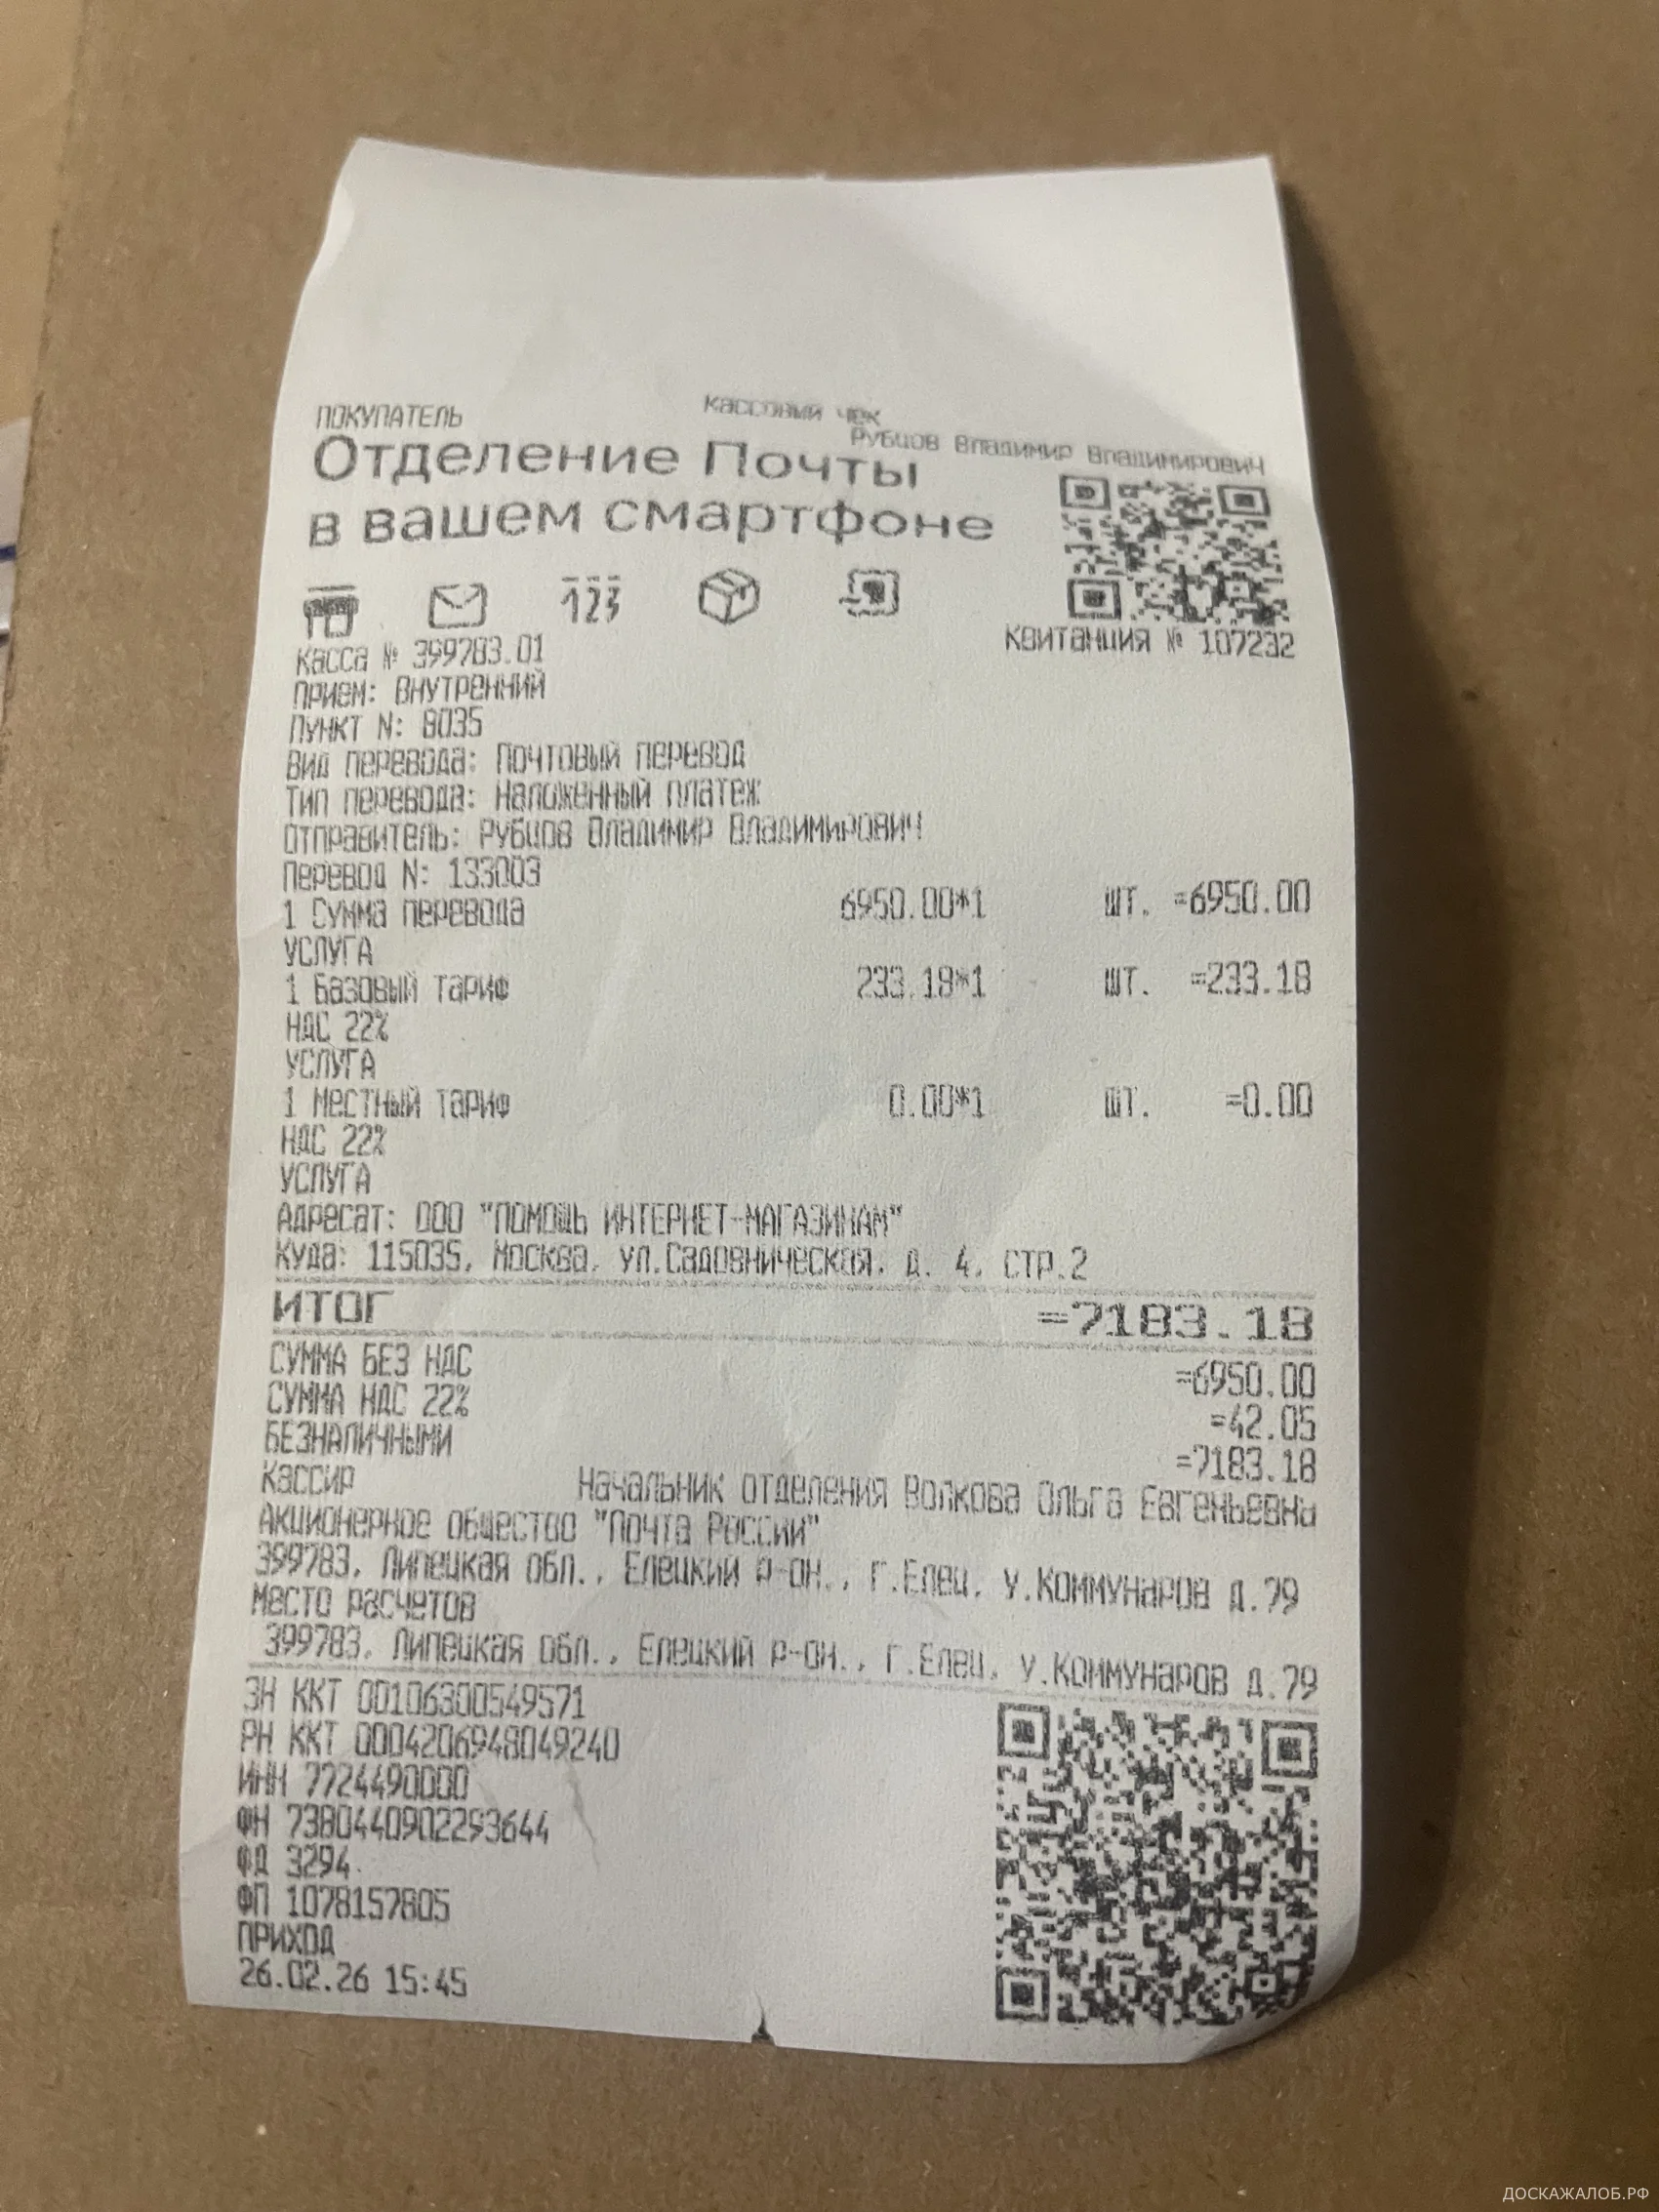 Кассовый чек
ПОКУПАТЕЛЬ Рубцов Владимир Владимирович
Отделение Почты
в вашем смартфоне
123
Касса № 399783.01 Квитанция № 107232
Прием: Внутренний
Пункт N: 8035
Вид перевода: Почтовый перевод
Тип перевода: Наложенный платеж
Отправитель: Рубцов Владимир Владимирович
Перевод N: 133003
1 Сумма перевода 6950.00*1 шт. =6950.00
УСЛУГА
1 Базовый тариф 233.18*1 шт. =233.18
НДС 22%
УСЛУГА
1 Местный тариф 0.00*1 шт. =0.00
НДС 22%
УСЛУГА
Адресат: ООО "ПОМОЩЬ ИНТЕРНЕТ-МАГАЗИНАМ"
Куда: 115035, Москва, ул.Садовническая, д. 4, стр.2
ИТОГ =7183.18
СУММА БЕЗ НДС =6950.00
СУММА НДС 22% =42.05
БЕЗНАЛИЧНЫМИ =7183.18
Кассир Начальник отделения Волкова Ольга Евгеньевна
Акционерное общество "Почта России"
399783, Липецкая обл., Елецкий р-он., г.Елец, у.Коммунаров д.79
Место расчетов
399783, Липецкая обл., Елецкий р-он., г.Елец, у.Коммунаров д.79
ЗН ККТ 00106300549571
РН ККТ 0004206948049240
ИНН 7724490000
ФН 7380440902293644
ФД 3294
ФП 1078157805
ПРИХОД
26.02.26 15:45
ДОСКАЖАЛОБ.РФ